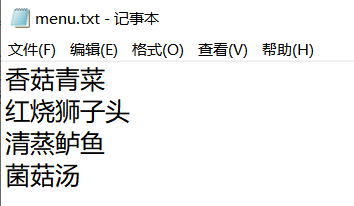 menu.txt - 记事本
文件(F) 编辑(E) 格式(O) 查看(V) 帮助(H)
香菇青菜
红烧狮子头
清蒸鲈鱼
菌菇汤